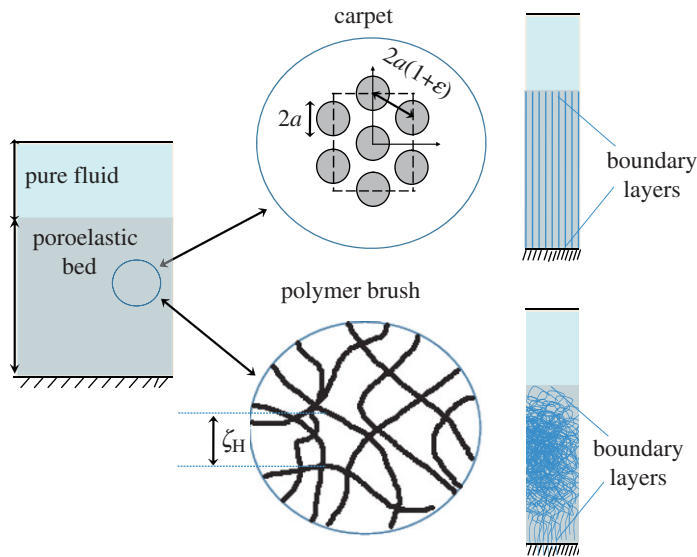 carpet
2a(1+ε)
2a
pure fluid
poroelastic
bed
boundary
layers
polymer brush
ζH
boundary
layers